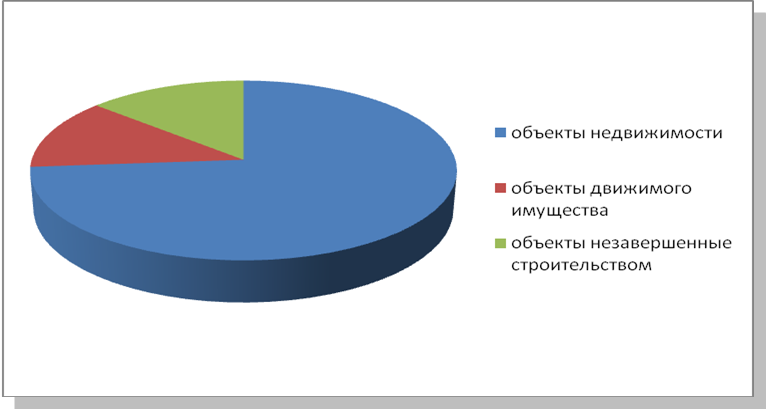 объекты недвижимости
объекты движимого
имущества
объекты незавершенные
строительством